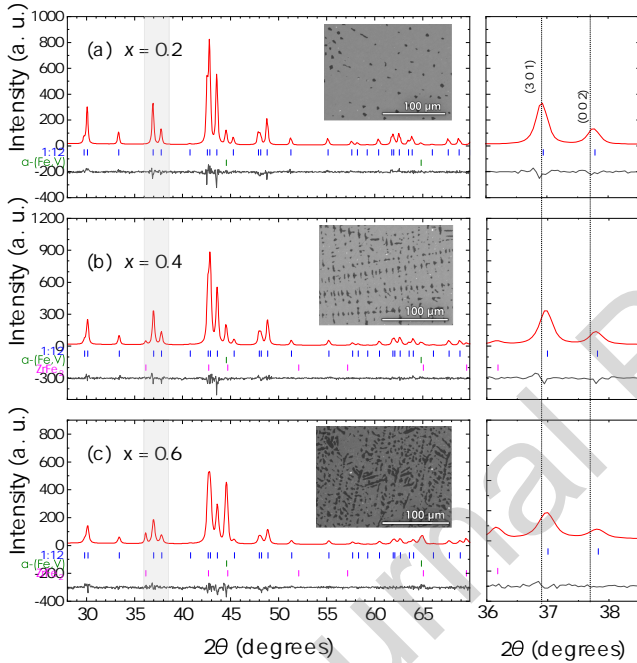 Intensity (a. u.)
1000
800
600
400
200
0
-200
-400
(a) x = 0.2
100 μm
1:12
α-(Fe,V)
(3 0 1)
(0 0 2)
Intensity (a. u.)
1200
900
600
300
0
-300
(b) x = 0.4
100 μm
1:12
α-(Fe,V)
ZrFe₂
Intensity (a. u.)
800
600
400
200
0
-200
-400
(c) x = 0.6
100 μm
1:12
α-(Fe,V)
30 35 40 45 50 55 60 65
2θ (degrees)
36 37 38
2θ (degrees)